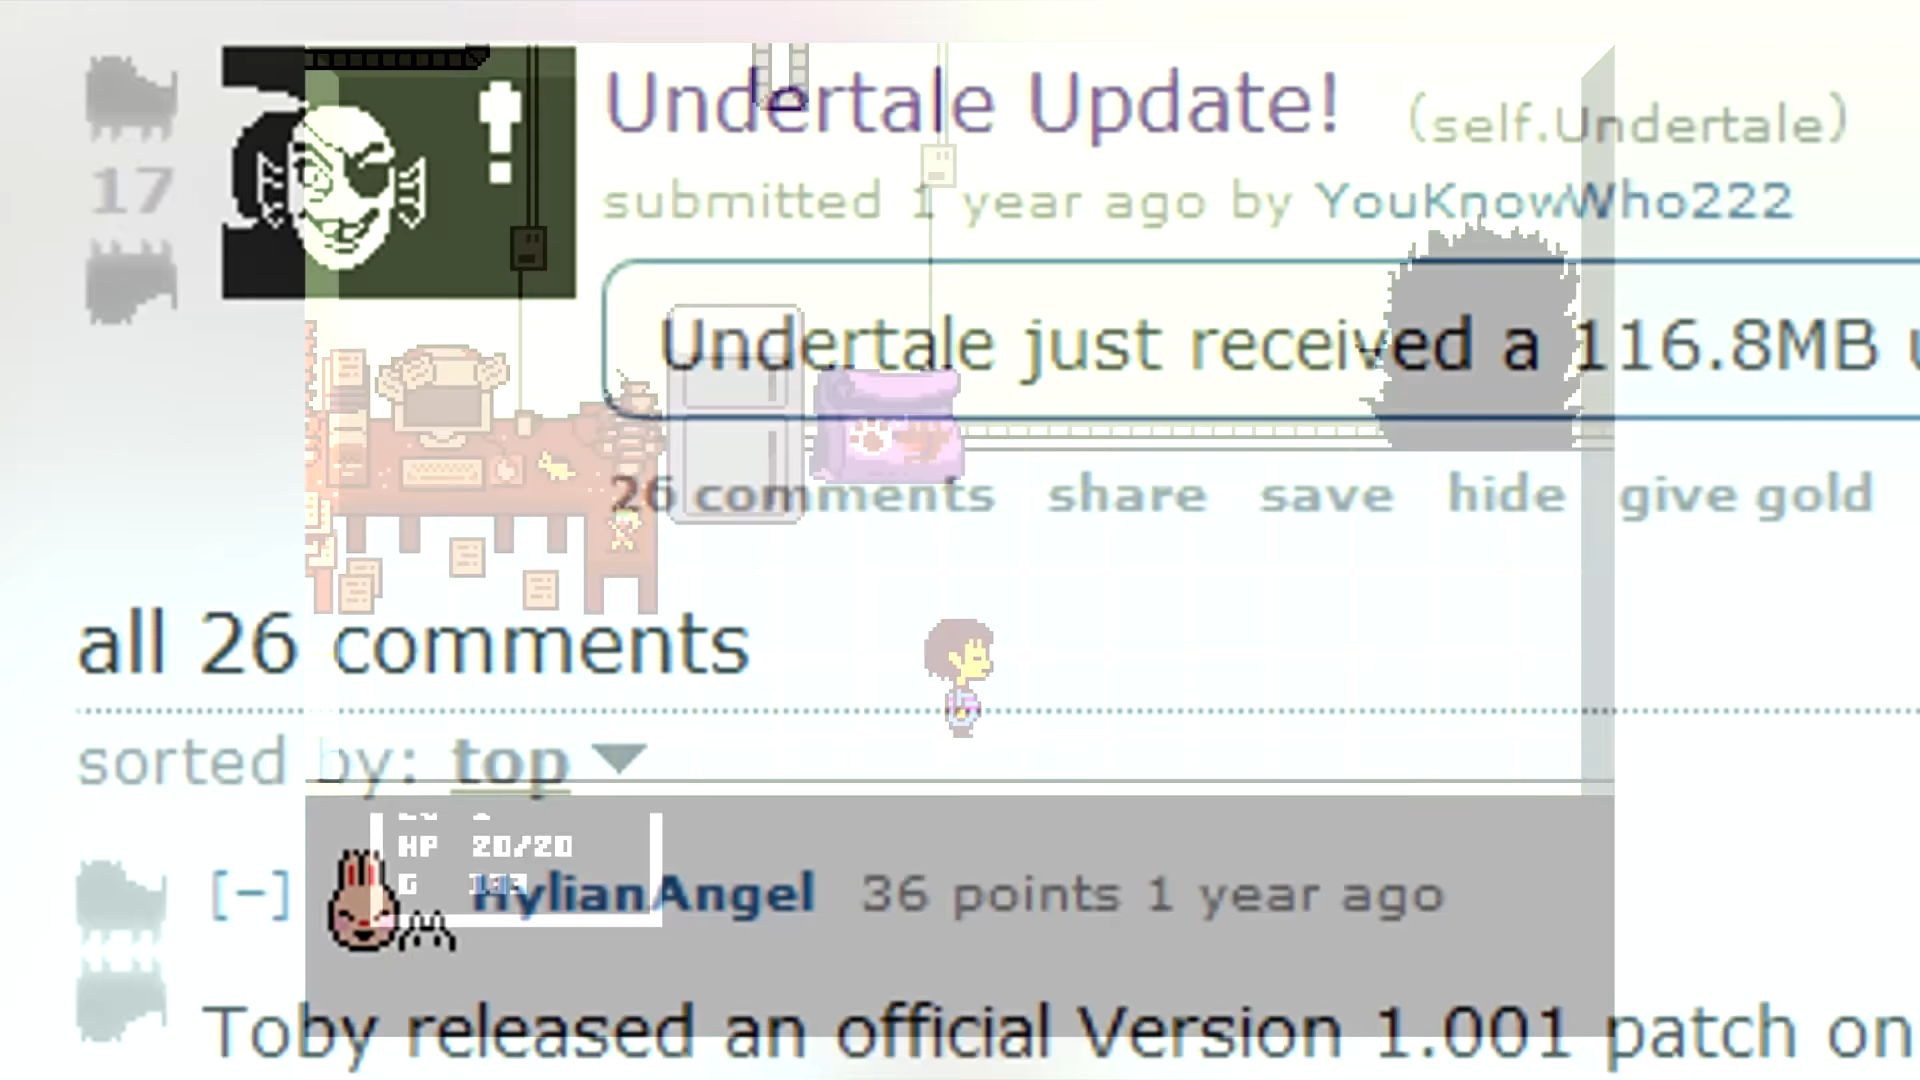 Undertale Update! (self.Undertale)
17
submitted 1 year ago by YouKnowWho222
Undertale just received a 116.8MB
26 comments share save hide give gold
all 26 comments
sorted by: top
HP 20/20
G
[-] HylianAngel 36 points 1 year ago
Toby released an official Version 1.001 patch on